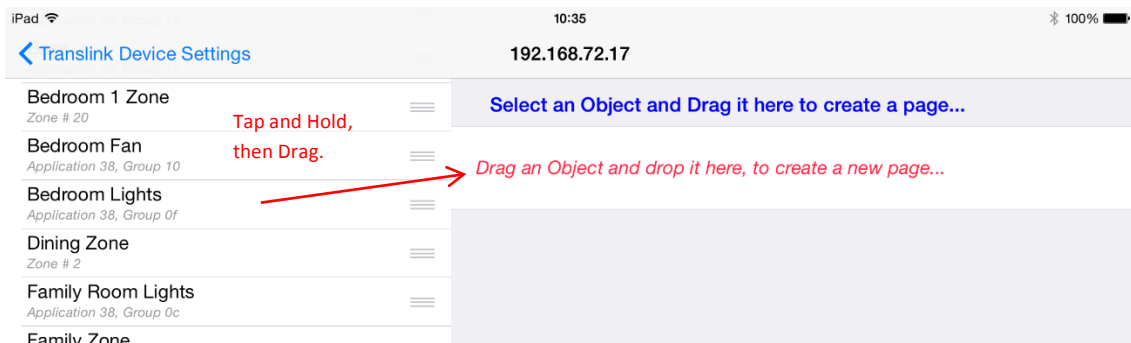 iPad 10:35 100%
Translink Device Settings 192.168.72.17
Bedroom 1 Zone
Zone # 20
Bedroom Fan
Application 38, Group 10
Bedroom Lights
Application 38, Group 0f
Dining Zone
Zone # 2
Family Room Lights
Application 38, Group 0c
Family Zone
Tap and Hold,
then Drag.
Select an Object and Drag it here to create a page...
Drag an Object and drop it here, to create a new page...